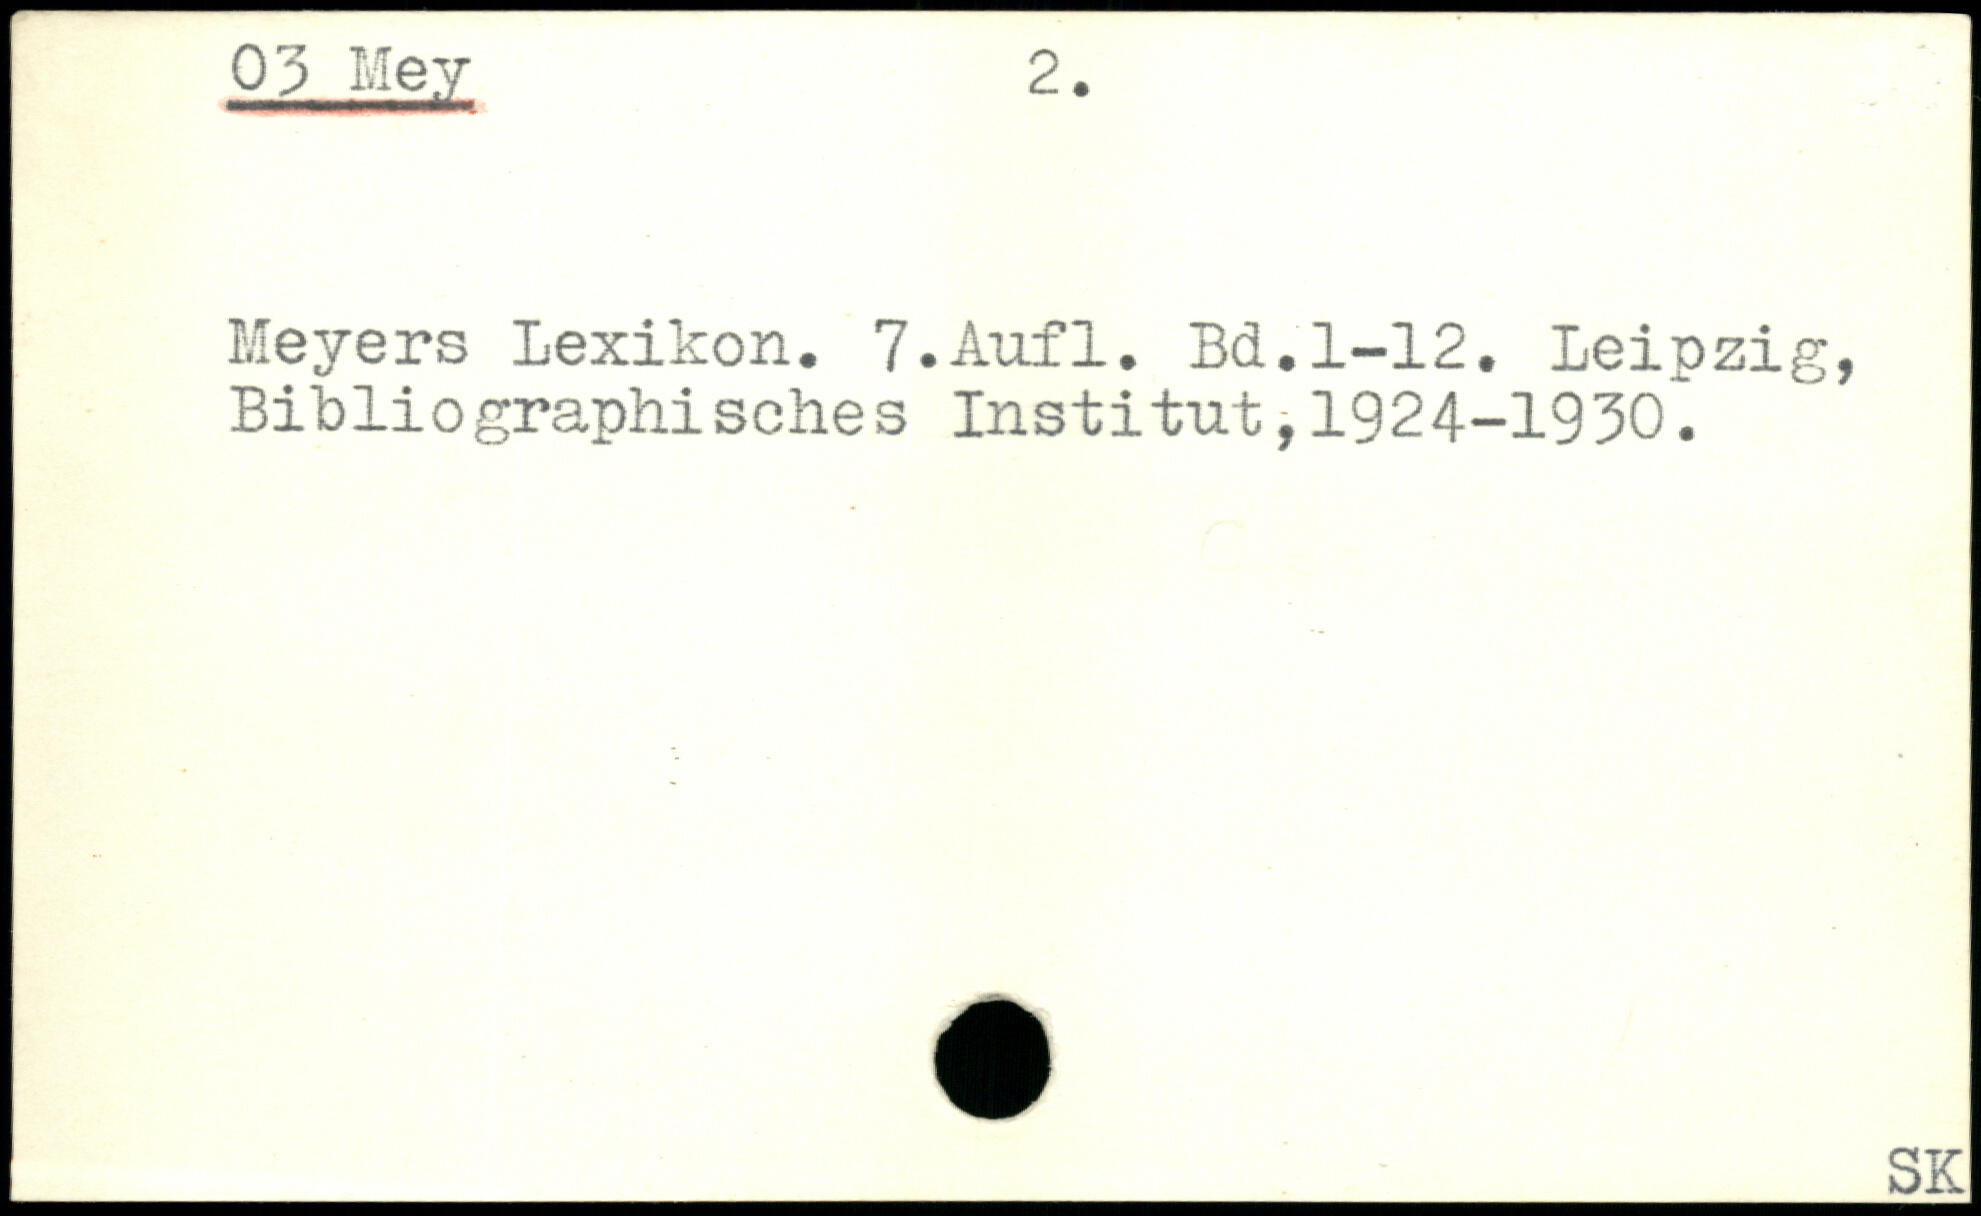 03 Mey 2.
Meyers Lexikon. 7.Aufl. Bd.1-12. Leipzig,
Bibliographisches Institut,1924-1930.
SK